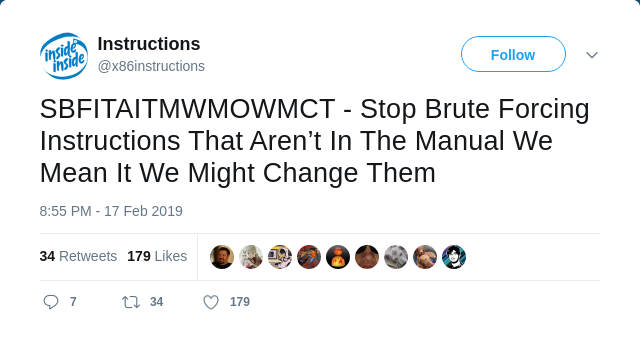 inside
inside
Instructions
@x86instructions
Follow
SBFITAITMWMOWMCT - Stop Brute Forcing
Instructions That Aren’t In The Manual We
Mean It We Might Change Them
8:55 PM - 17 Feb 2019
34 Retweets 179 Likes
7 34 179